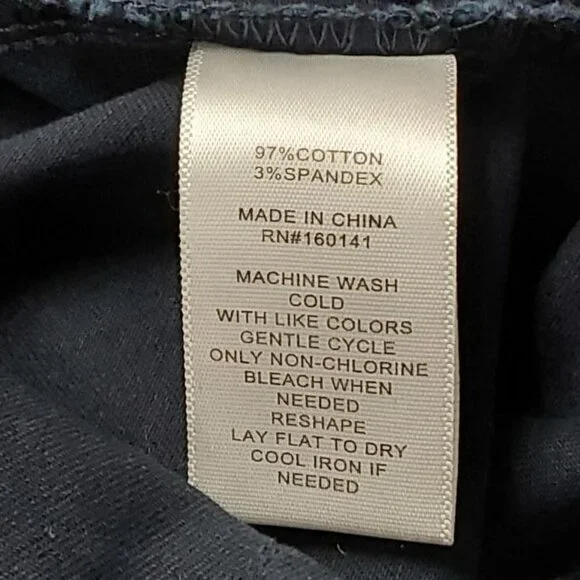 97%COTTON
3%SPANDEX
MADE IN CHINA
RN#160141
MACHINE WASH
COLD
WITH LIKE COLORS
GENTLE CYCLE
ONLY NON-CHLORINE
BLEACH WHEN
NEEDED
RESHAPE
LAY FLAT TO DRY
COOL IRON IF
NEEDED